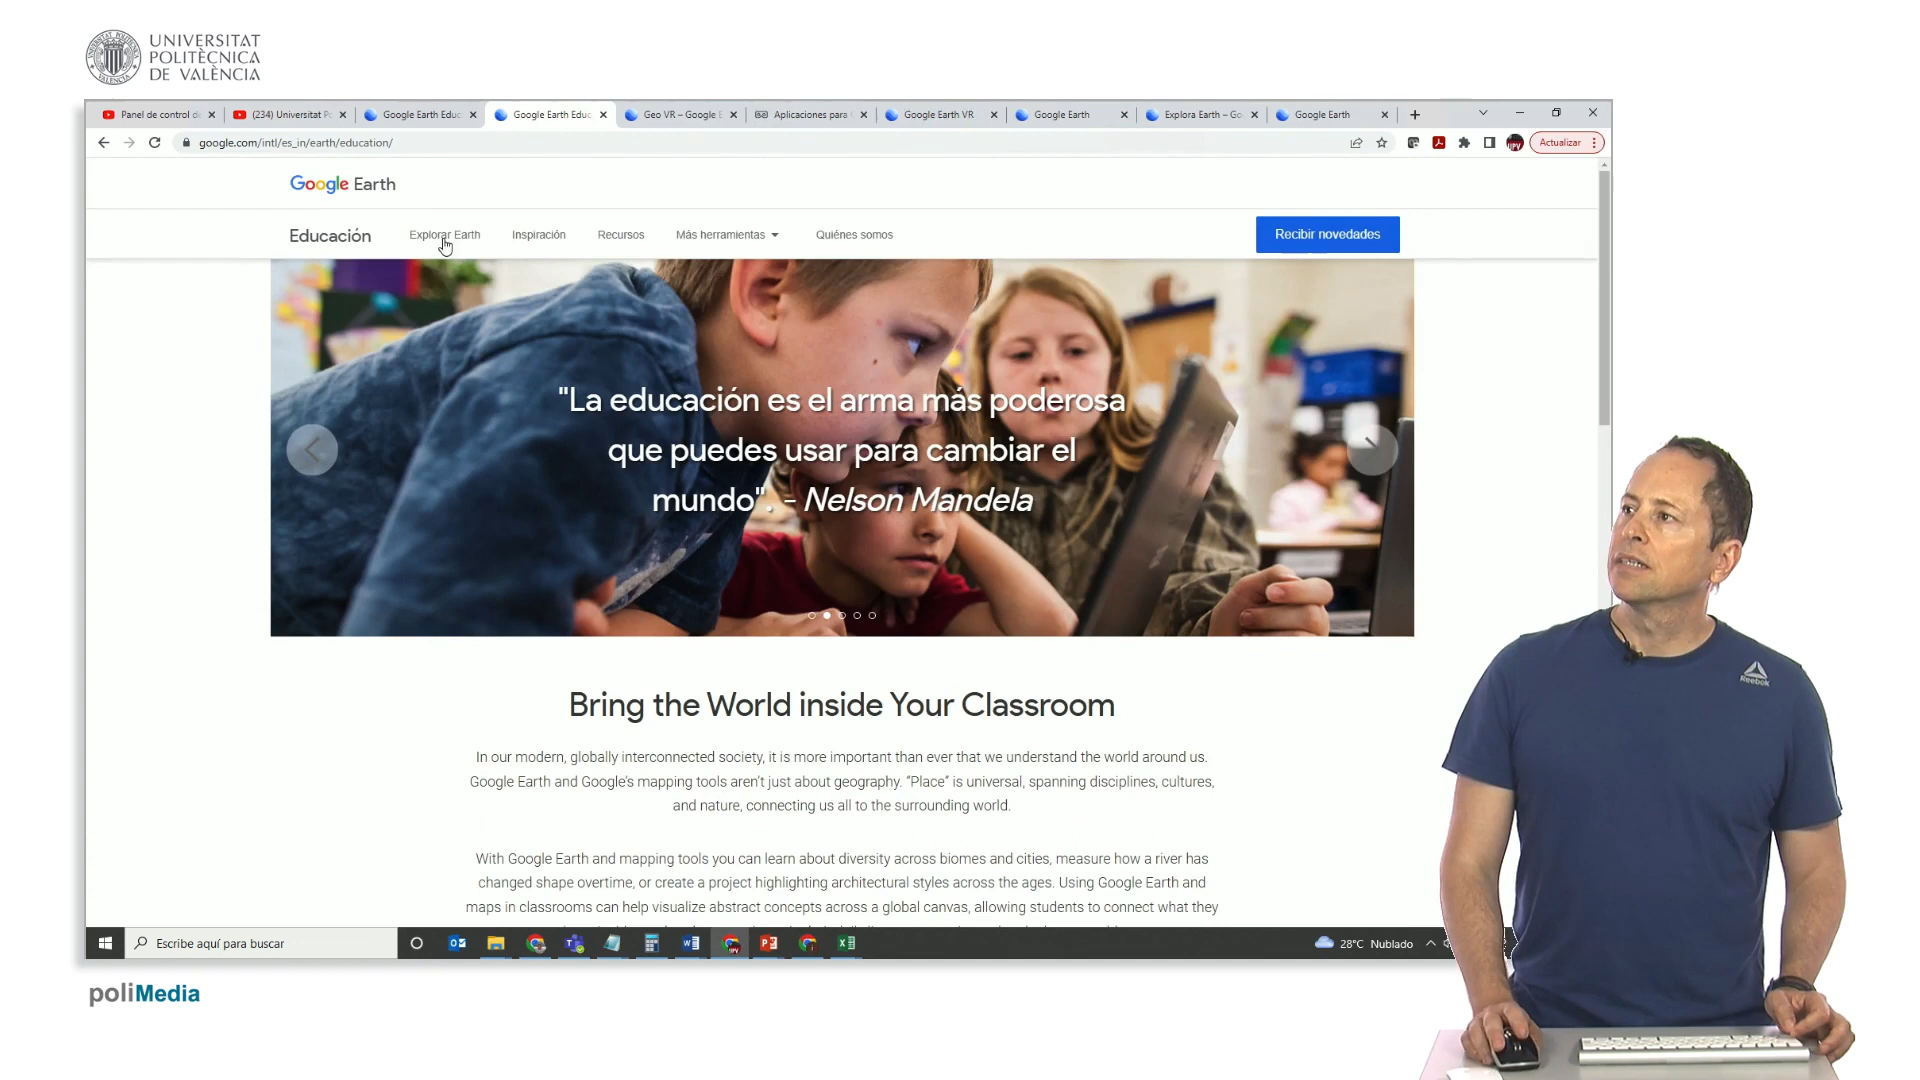 UNIVERSITAT
POLITÈCNICA
DE VALÈNCIA
Panel de control de
(234) Universitat Po
Google Earth Educ
Google Earth Educ
Geo VR – Google E
Aplicaciones para
Google Earth VR
Google Earth
Explora Earth – Go
Google Earth
google.com/intl/es_in/earth/education/
Actualizar
Google Earth
Educación
Explorar Earth
Inspiración
Recursos
Más herramientas
Quiénes somos
Recibir novedades
"La educación es el arma más poderosa
que puedes usar para cambiar el
mundo". - Nelson Mandela
Bring the World inside Your Classroom
In our modern, globally interconnected society, it is more important than ever that we understand the world around us.
Google Earth and Google's mapping tools aren't just about geography. “Place” is universal, spanning disciplines, cultures,
and nature, connecting us all to the surrounding world.
With Google Earth and mapping tools you can learn about diversity across biomes and cities, measure how a river has
changed shape overtime, or create a project highlighting architectural styles across the ages. Using Google Earth and
maps in classrooms can help visualize abstract concepts across a global canvas, allowing students to connect what they
Escribe aquí para buscar
28°C Nublado
Reebok
poliMedia